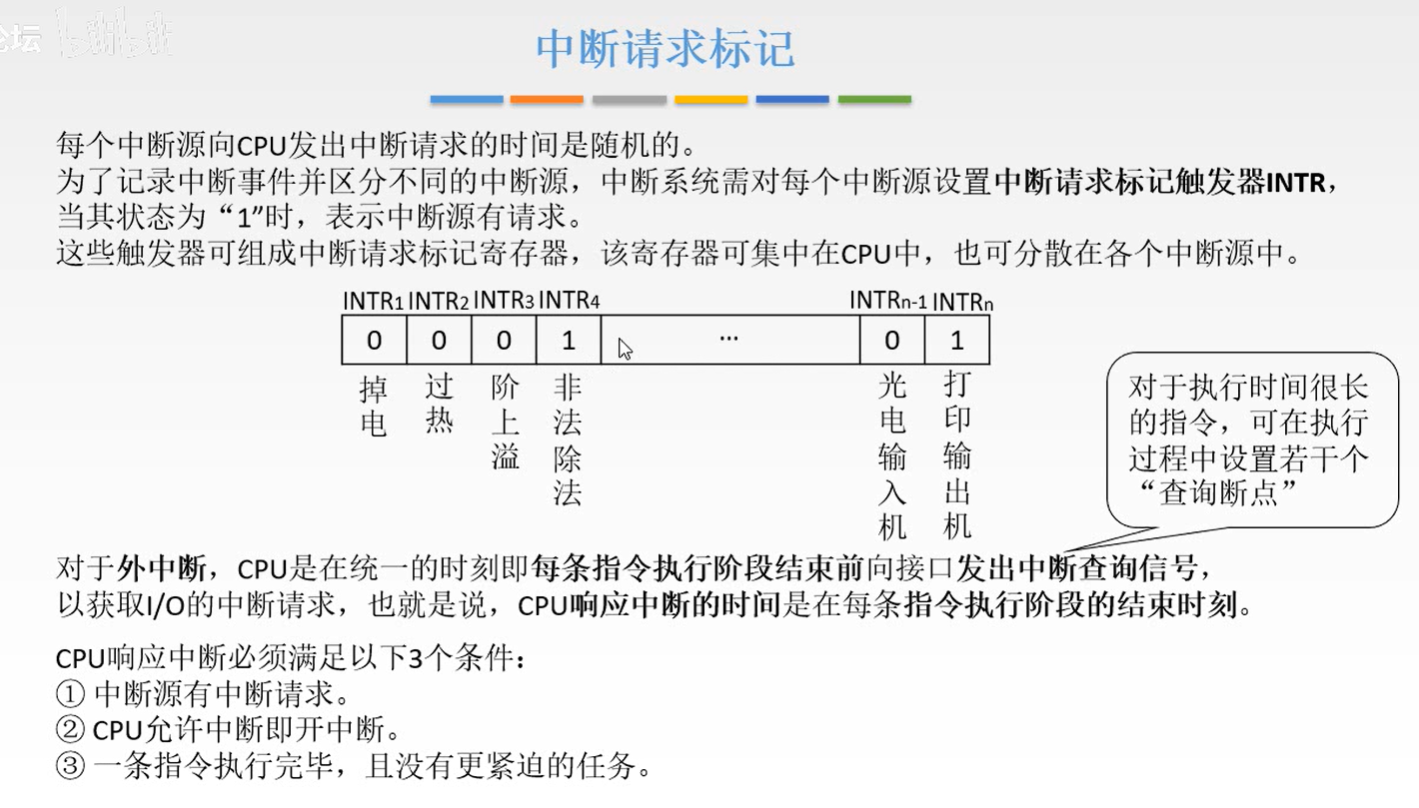 论坛 bilibili
中断请求标记
每个中断源向CPU发出中断请求的时间是随机的。
为了记录中断事件并区分不同的中断源，中断系统需对每个中断源设置中断请求标记触发器INTR，
当其状态为“1”时，表示中断源有请求。
这些触发器可组成中断请求标记寄存器，该寄存器可集中在CPU中，也可分散在各个中断源中。
INTR1 INTR2 INTR3 INTR4 INTRn-1 INTRn
0 0 0 1 … 0 1
掉电
过热
阶上溢
非法除法
光电输入机
打印输出机
对于执行时间很长
的指令，可在执行
过程中设置若干个
“查询断点”
对于外中断，CPU是在统一的时刻即每条指令执行阶段结束前向接口发出中断查询信号，
以获取I/O的中断请求，也就是说，CPU响应中断的时间是在每条指令执行阶段的结束时刻。
CPU响应中断必须满足以下3个条件：
① 中断源有中断请求。
② CPU允许中断即开中断。
③ 一条指令执行完毕，且没有更紧迫的任务。